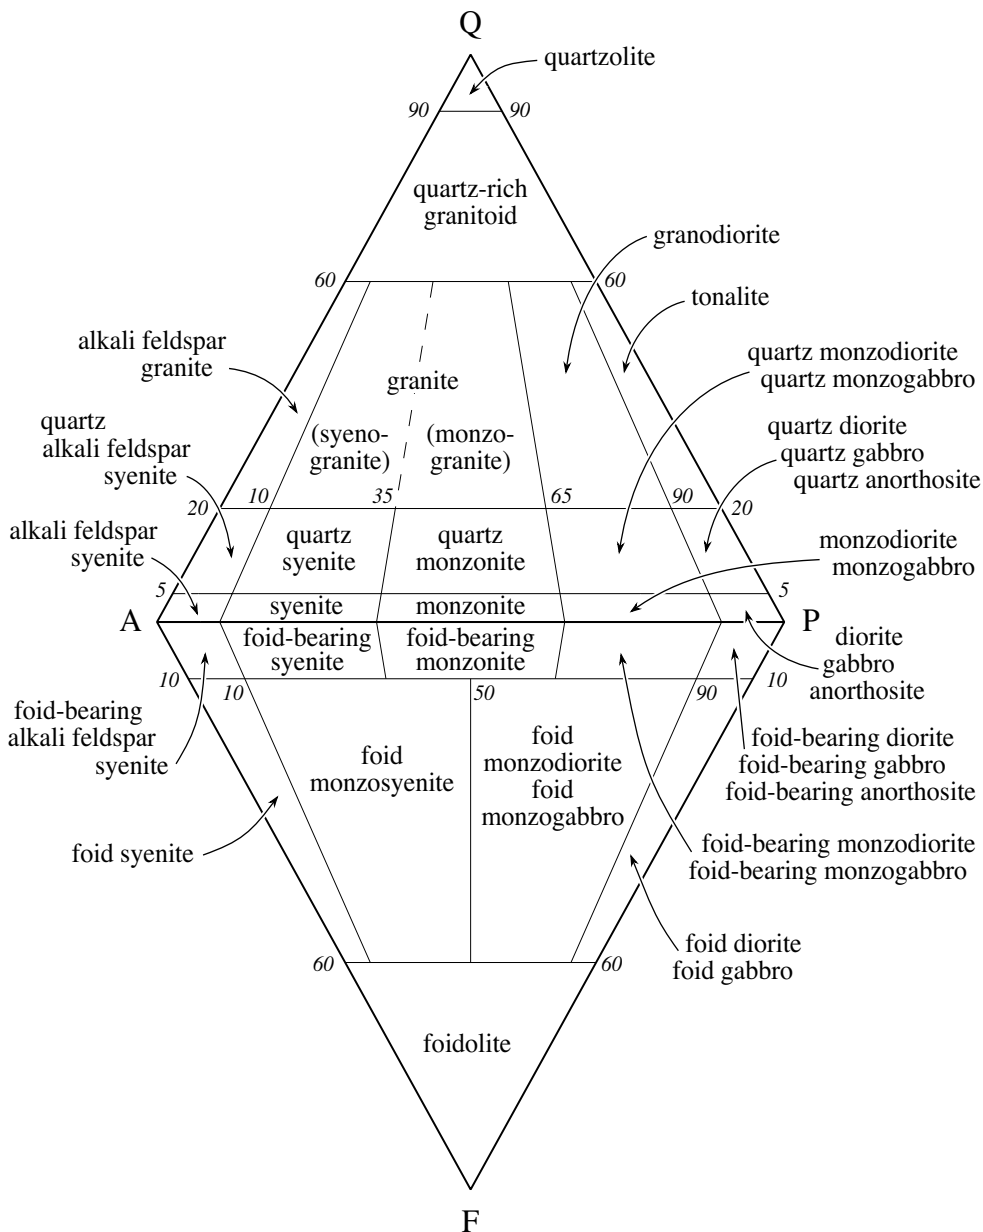 Q
quartzolite
90
90
quartz-rich
granitoid
granodiorite
60
60
tonalite
alkali feldspar
granite
quartz monzodiorite
quartz monzogabbro
granite
quartz
alkali feldspar
syenite
(syeno-
granite)
(monzo-
granite)
quartz diorite
quartz gabbro
quartz anorthosite
20
10
35
65
90
20
alkali feldspar
syenite
quartz
syenite
quartz
monzonite
monzodiorite
monzogabbro
5
5
syenite
monzonite
A
P
foid-bearing
syenite
foid-bearing
monzonite
diorite
gabbro
anorthosite
10
10
50
90
10
foid-bearing
alkali feldspar
syenite
foid
monzosyenite
foid
monzodiorite
foid
monzogabbro
foid-bearing diorite
foid-bearing gabbro
foid-bearing anorthosite
foid syenite
foid-bearing monzodiorite
foid-bearing monzogabbro
foid diorite
foid gabbro
60
60
foidolite
F